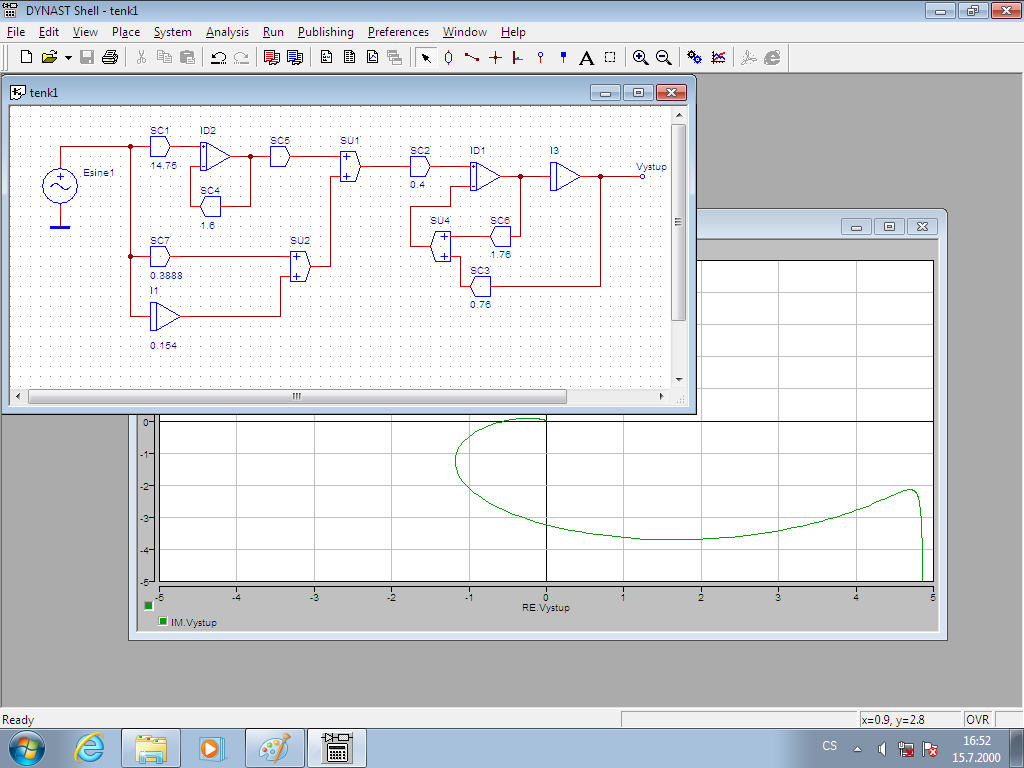 DYNAST Shell - tenk1
File Edit View Place System Analysis Run Publishing Preferences Window Help
tenk1
SC1
ID2
SC5
SU1
SC2
ID1
I3
Vystup
Esine1
14.75
0.4
SC4
1.6
SU4
SC6
1.76
SC7
SU2
0.3888
SC3
0.76
I1
0.154
0
-1
-2
-3
-4
-5
-5 -4 -3 -2 -1 0 1 2 3 4 5
RE.Vystup
IM.Vystup
Ready
x=0.9, y=2.8
OVR
CS
16:52
15.7.2000